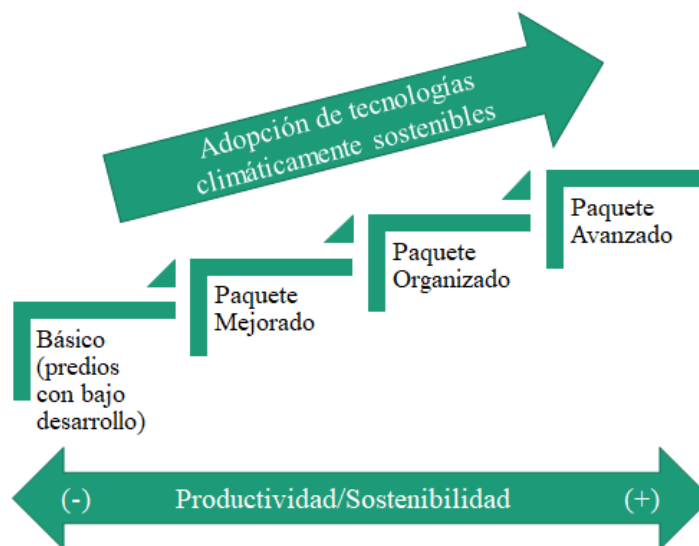 Adopción de tecnologías
climáticamente sostenibles
Paquete
Avanzado
Paquete
Organizado
Paquete
Mejorado
Básico
(predios
con bajo
desarrollo)
(-) Productividad/Sostenibilidad (+)